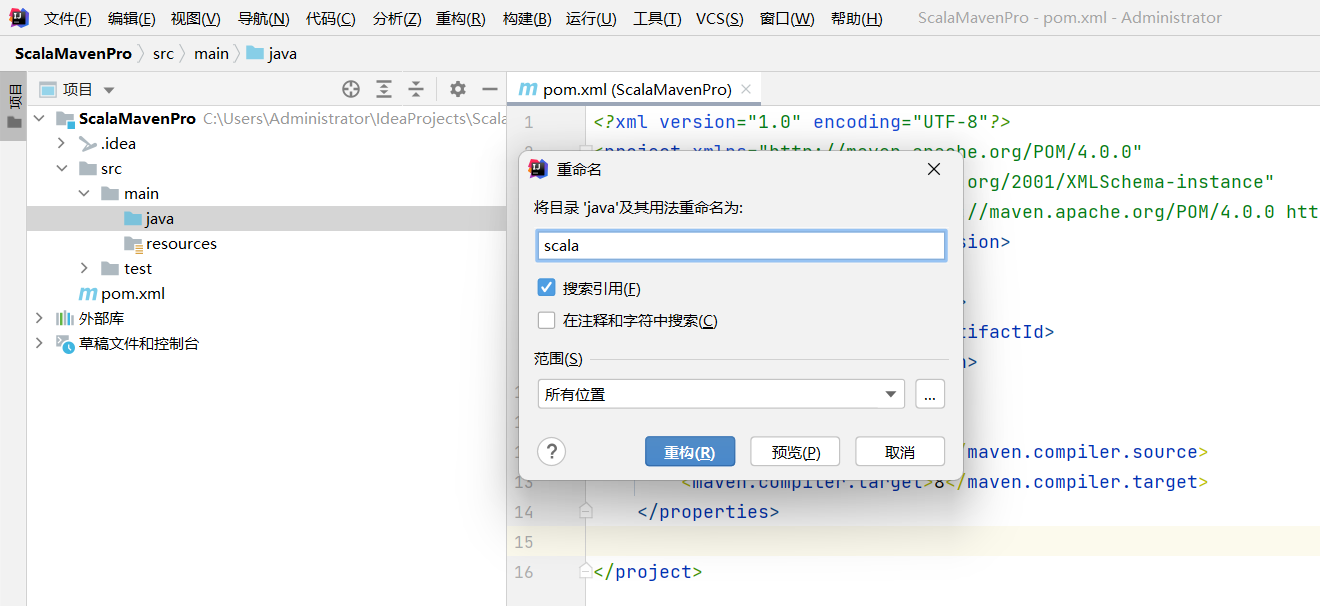 文件(F) 编辑(E) 视图(V) 导航(N) 代码(C) 分析(Z) 重构(R) 构建(B) 运行(U) 工具(T) VCS(S) 窗口(W) 帮助(H) ScalaMavenPro - pom.xml - Administrator
ScalaMavenPro src main java
项目
项目
ScalaMavenPro C:\Users\Administrator\IdeaProjects\Scala
.idea
src
main
java
resources
test
pom.xml
外部库
草稿文件和控制台
pom.xml (ScalaMavenPro)
1 <?xml version="1.0" encoding="UTF-8"?>
<project xmlns="http://maven.apache.org/POM/4.0.0"
org/2001/XMLSchema-instance"
//maven.apache.org/POM/4.0.0 htt
sion>
>
tifactId>
>
/maven.compiler.source>
13 <maven.compiler.target>8</maven.compiler.target>
14 </properties>
15
16 </project>
重命名
将目录 'java'及其用法重命名为:
scala
搜索引用(F)
在注释和字符中搜索(C)
范围(S)
所有位置
...
? 重构(R) 预览(P) 取消